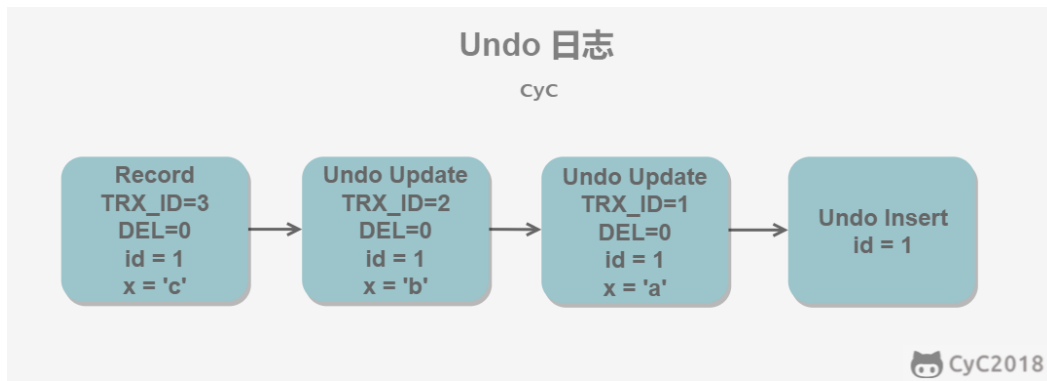 Undo 日志
CyC
Record
TRX_ID=3
DEL=0
id = 1
x = 'c'
Undo Update
TRX_ID=2
DEL=0
id = 1
x = 'b'
Undo Update
TRX_ID=1
DEL=0
id = 1
x = 'a'
Undo Insert
id = 1
CyC2018